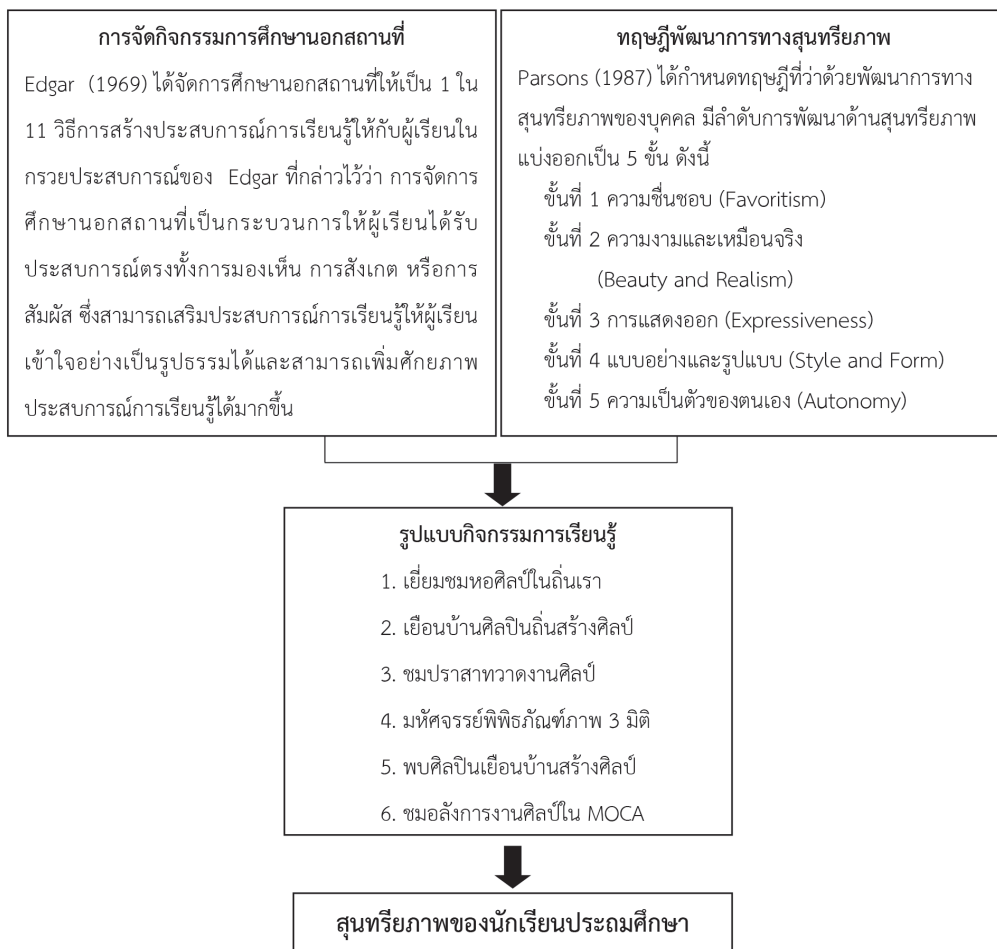 การจัดกิจกรรมการศึกษานอกสถานที่
Edgar (1969) ได้จัดการศึกษานอกสถานที่ให้เป็น 1 ใน
11 วิธีการสร้างประสบการณ์การเรียนรู้ให้กับผู้เรียนใน
กรวยประสบการณ์ของ Edgar ที่กล่าวไว้ว่า การจัดการ
ศึกษานอกสถานที่เป็นกระบวนการให้ผู้เรียนได้รับ
ประสบการณ์ตรงทั้งการมองเห็น การสังเกต หรือการ
สัมผัส ซึ่งสามารถเสริมประสบการณ์การเรียนรู้ให้ผู้เรียน
เข้าใจอย่างเป็นรูปธรรมได้และสามารถเพิ่มศักยภาพ
ประสบการณ์การเรียนรู้ได้มากขึ้น
ทฤษฎีพัฒนาการทางสุนทรียภาพ
Parsons (1987) ได้กำหนดทฤษฎีที่ว่าด้วยพัฒนาการทาง
สุนทรียภาพของบุคคล มีลำดับการพัฒนาด้านสุนทรียภาพ
แบ่งออกเป็น 5 ขั้น ดังนี้
ขั้นที่ 1 ความชื่นชอบ (Favoritism)
ขั้นที่ 2 ความงามและเหมือนจริง
(Beauty and Realism)
ขั้นที่ 3 การแสดงออก (Expressiveness)
ขั้นที่ 4 แบบอย่างและรูปแบบ (Style and Form)
ขั้นที่ 5 ความเป็นตัวของตนเอง (Autonomy)
รูปแบบกิจกรรมการเรียนรู้
1. เยี่ยมชมหอศิลป์ในถิ่นเรา
2. เยือนบ้านศิลปินถิ่นสร้างศิลป์
3. ชมปราสาทวาดงานศิลป์
4. มหัศจรรย์พิพิธภัณฑ์ภาพ 3 มิติ
5. พบศิลปินเยือนบ้านสร้างศิลป์
6. ชมอลังการงานศิลป์ใน MOCA
สุนทรียภาพของนักเรียนประถมศึกษา